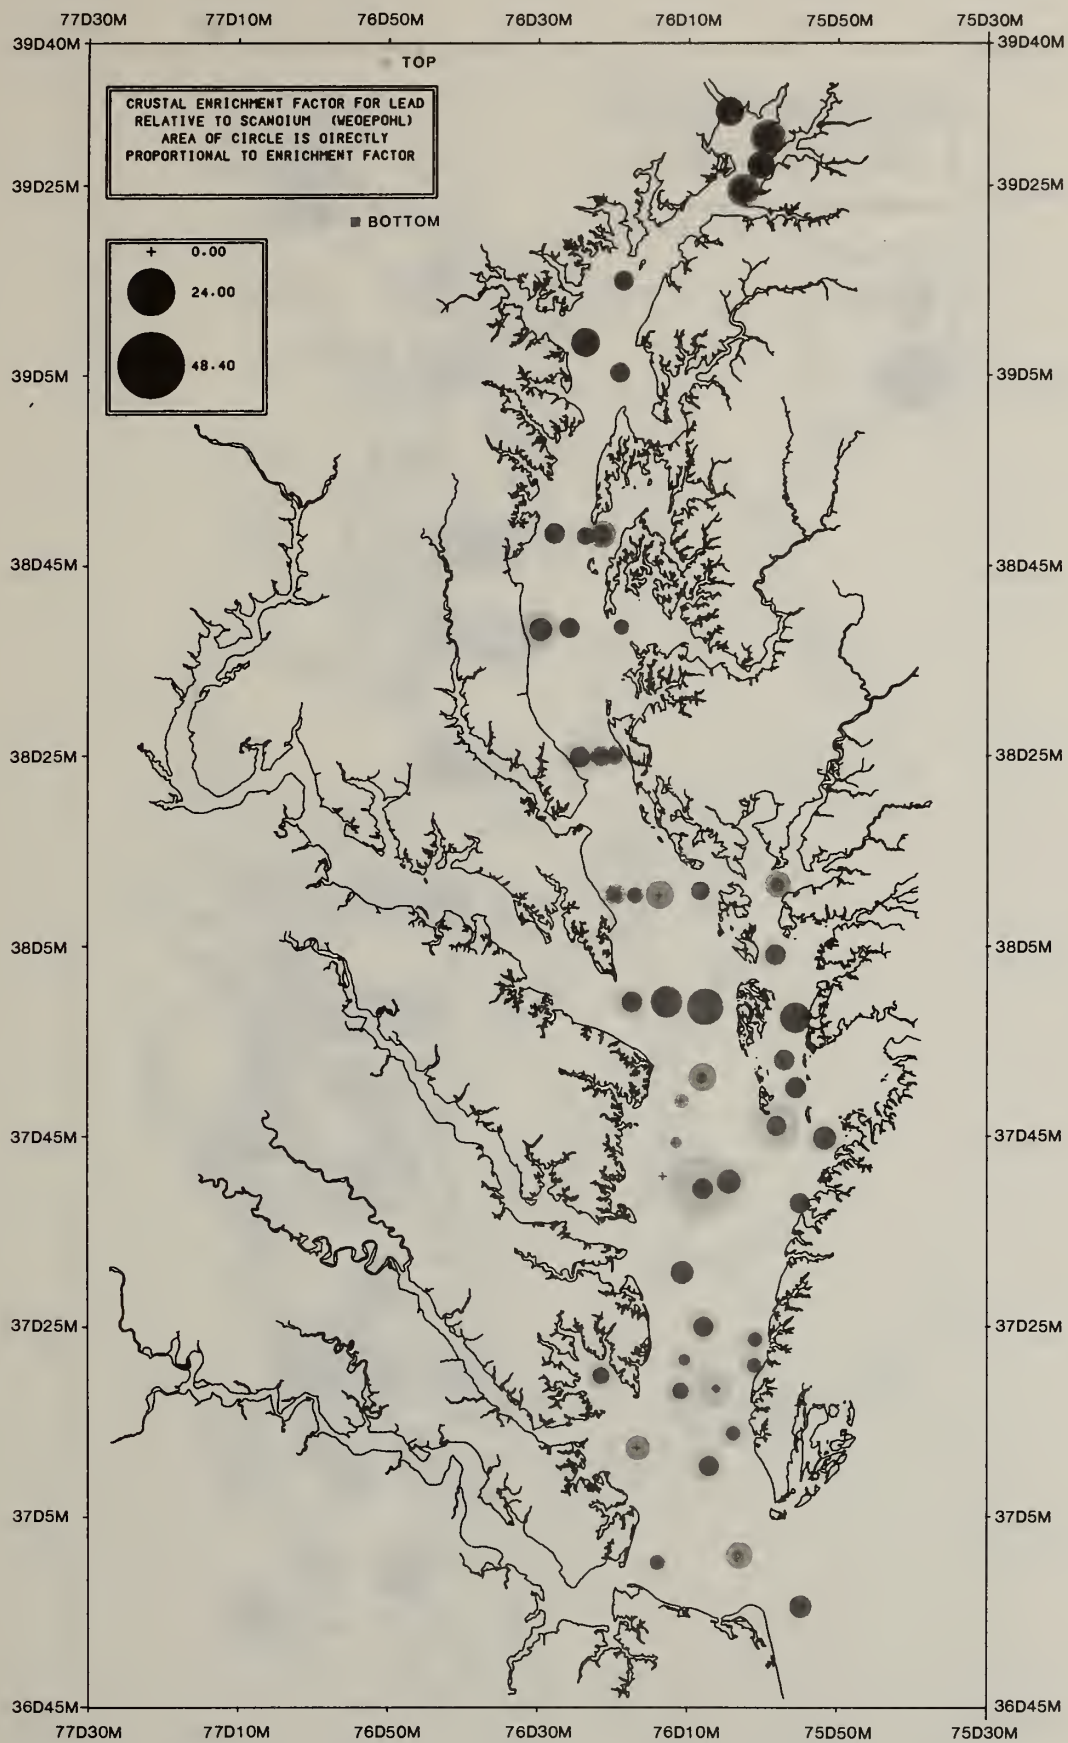 77D30M 77D10M 76D50M 76D30M 76D10M 75D50M 75D30M
39D40M 39D40M
TOP
CRUSTAL ENRICHMENT FACTOR FOR LEAD
RELATIVE TO SCANDIUM (WEDEPOHL)
AREA OF CIRCLE IS DIRECTLY
PROPORTIONAL TO ENRICHMENT FACTOR
39D25M 39D25M
BOTTOM
+ 0.00
24.00
48.40
39D5M 39D5M
38D45M 38D45M
38D25M 38D25M
38D5M 38D5M
37D45M 37D45M
37D25M 37D25M
37D5M 37D5M
36D45M 36D45M
77D30M 77D10M 76D50M 76D30M 76D10M 75D50M 75D30M